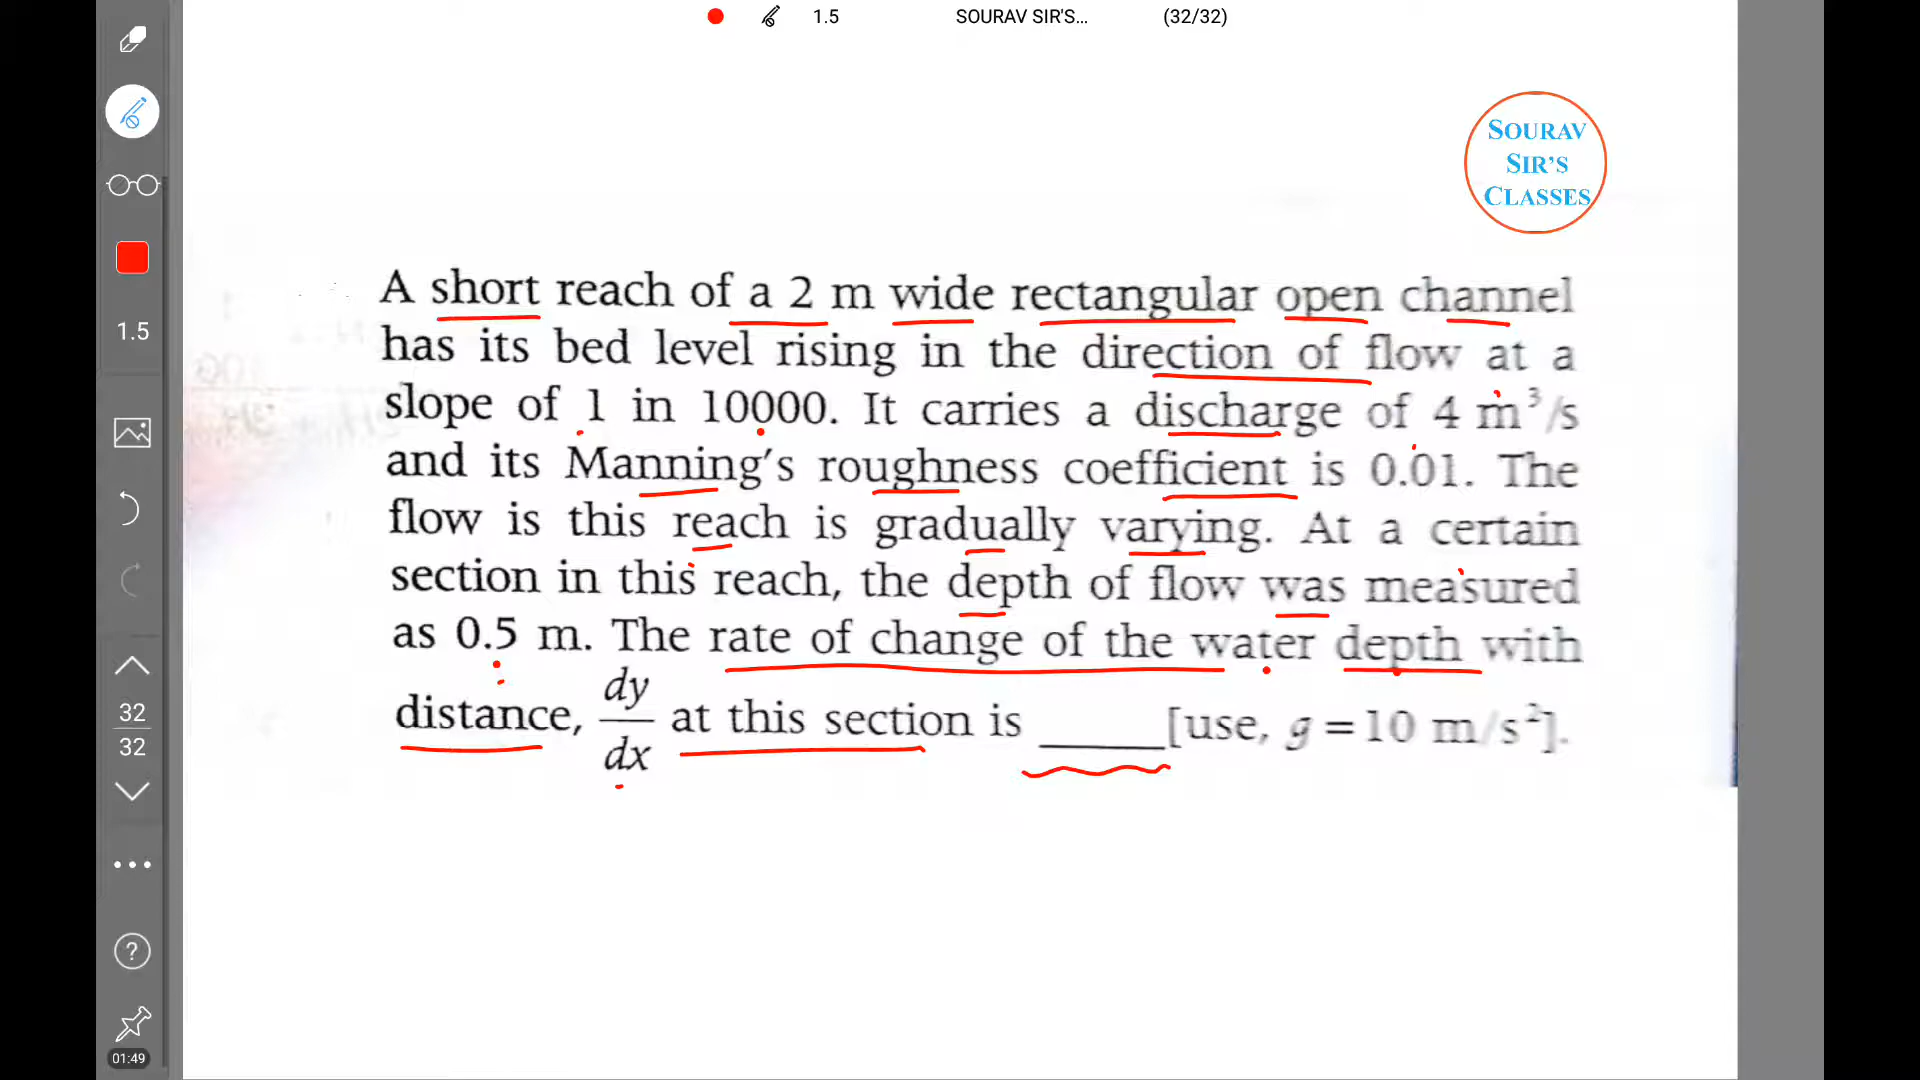 1.5 SOURAV SIR'S... (32/32)
SOURAV
SIR'S
CLASSES
A short reach of a 2 m wide rectangular open channel
has its bed level rising in the direction of flow at a
slope of 1 in 10000. It carries a discharge of 4 m³/s
and its Manning's roughness coefficient is 0.01. The
flow is this reach is gradually varying. At a certain
section in this reach, the depth of flow was measured
as 0.5 m. The rate of change of the water depth with
distance, dy/dx at this section is _____[use, g = 10 m/s²].
1.5
32
32
?
01:49